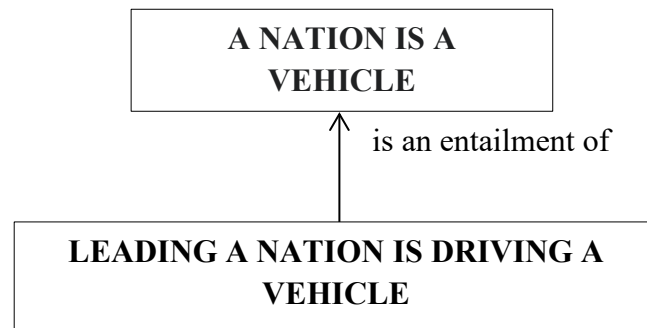 A NATION IS A
VEHICLE
is an entailment of
LEADING A NATION IS DRIVING A
VEHICLE